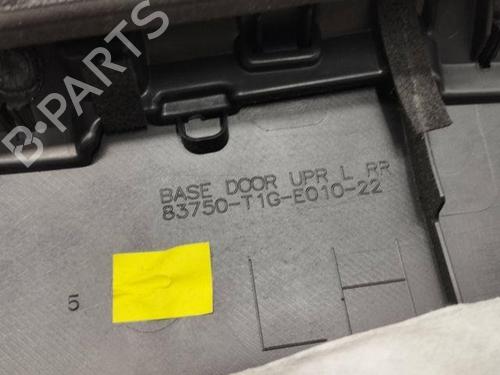 B-PARTS
BASE DOOR UPR L RR
83750-T1G-E010-22
5